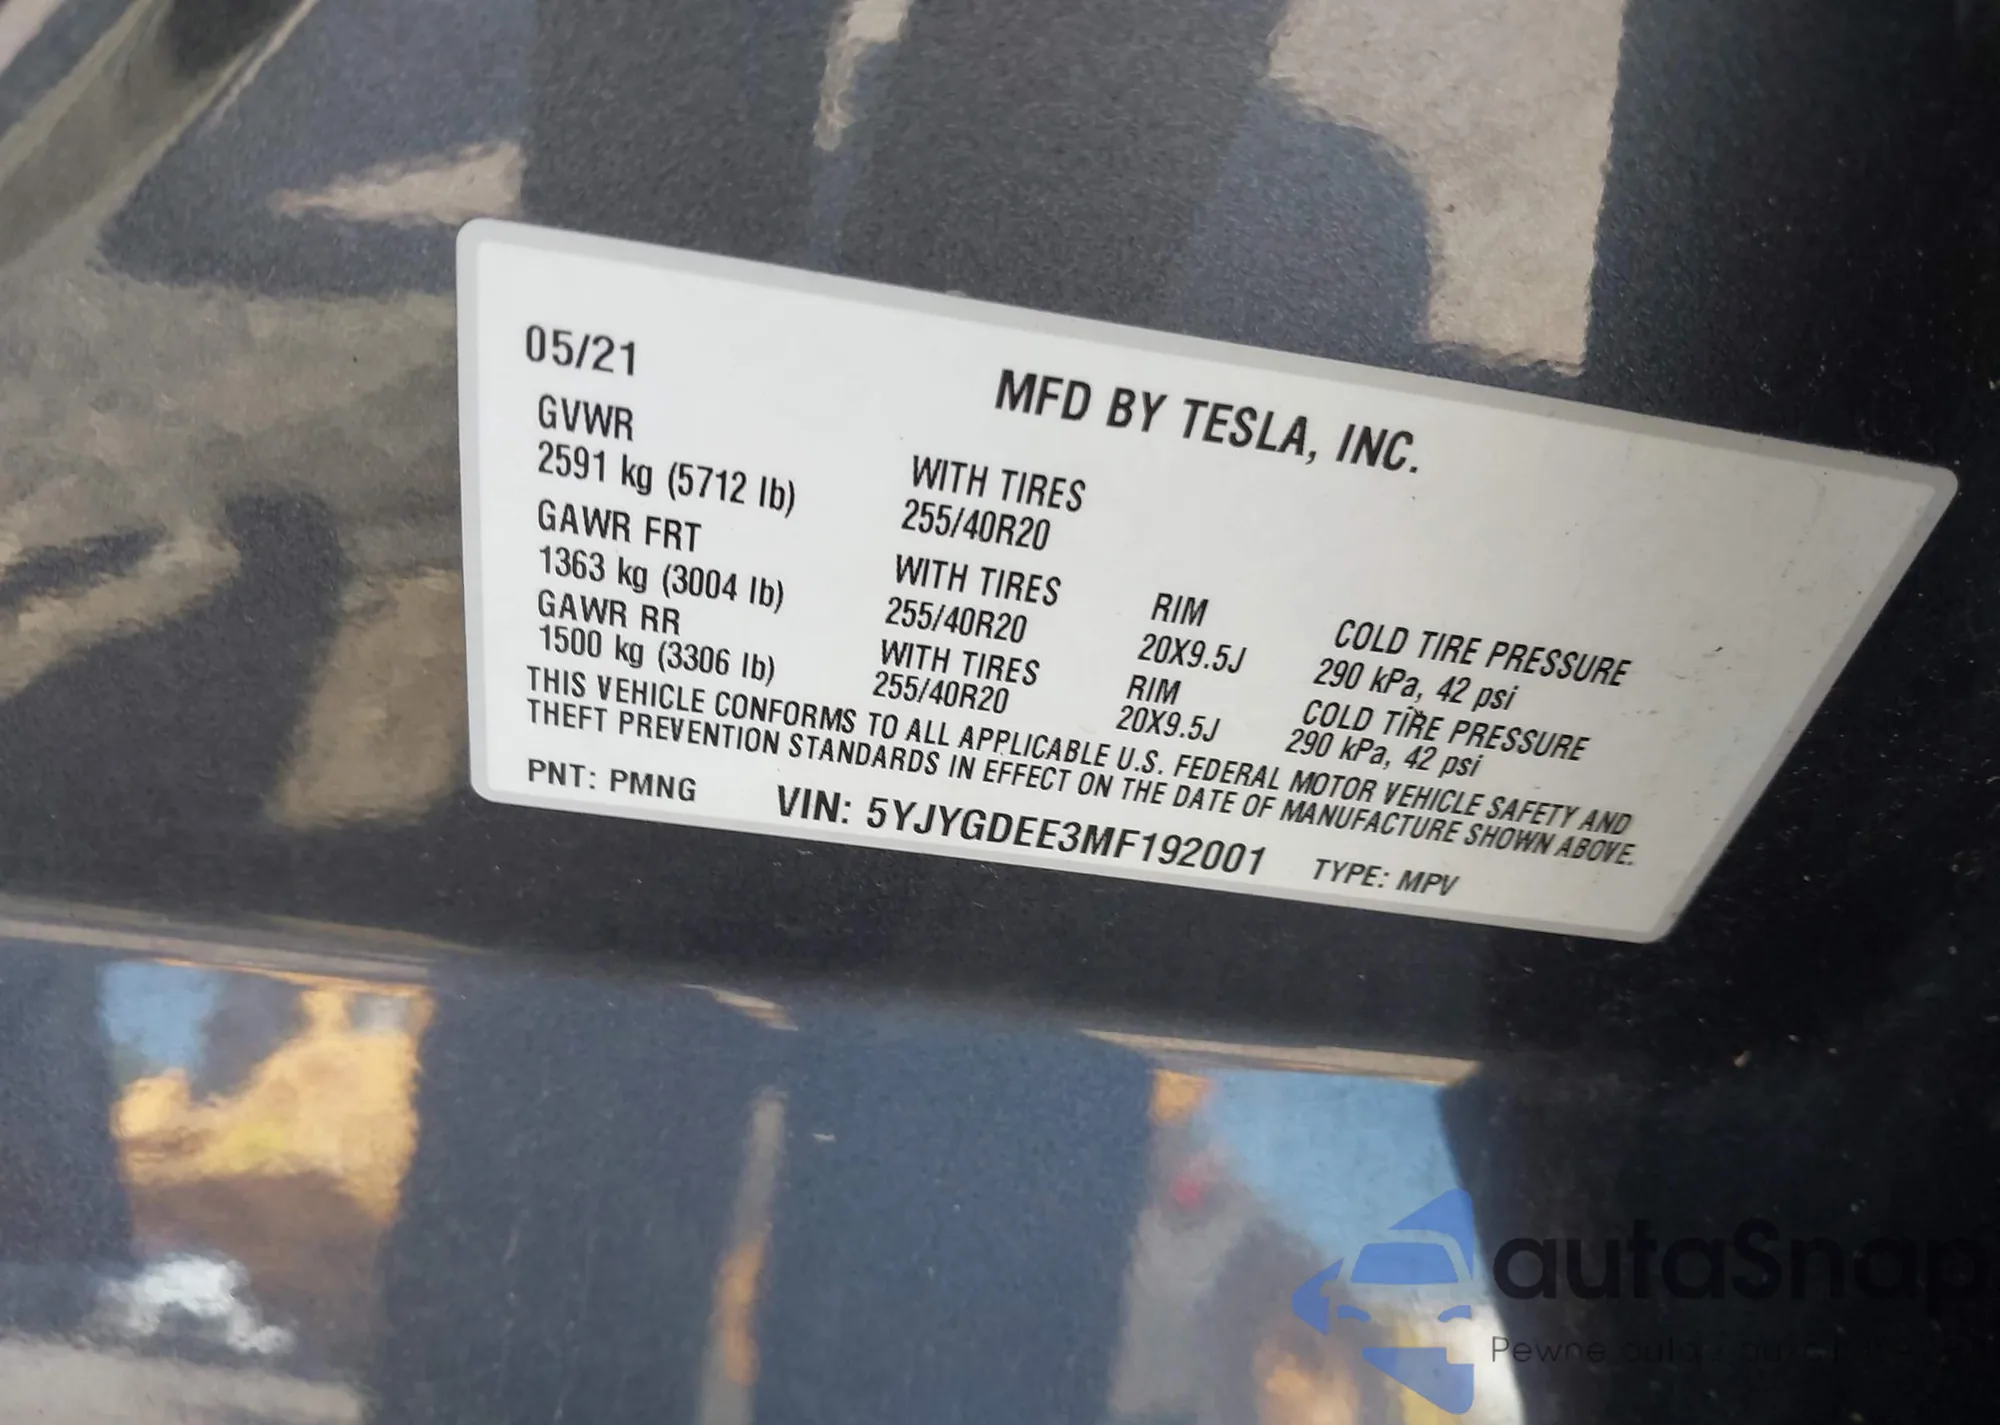 05/21
MFD BY TESLA, INC.
GVWR
2591 kg (5712 lb)
WITH TIRES
255/40R20
GAWR FRT
1363 kg (3004 lb)
WITH TIRES
255/40R20
RIM
20X9.5J
COLD TIRE PRESSURE
290 kPa, 42 psi
GAWR RR
1500 kg (3306 lb)
WITH TIRES
255/40R20
RIM
20X9.5J
COLD TIRE PRESSURE
290 kPa, 42 psi
THIS VEHICLE CONFORMS TO ALL APPLICABLE U.S. FEDERAL MOTOR VEHICLE SAFETY AND
THEFT PREVENTION STANDARDS IN EFFECT ON THE DATE OF MANUFACTURE SHOWN ABOVE.
PNT: PMNG
VIN: 5YJYGDEE3MF192001
TYPE: MPV
autaSnap
Pewne auta